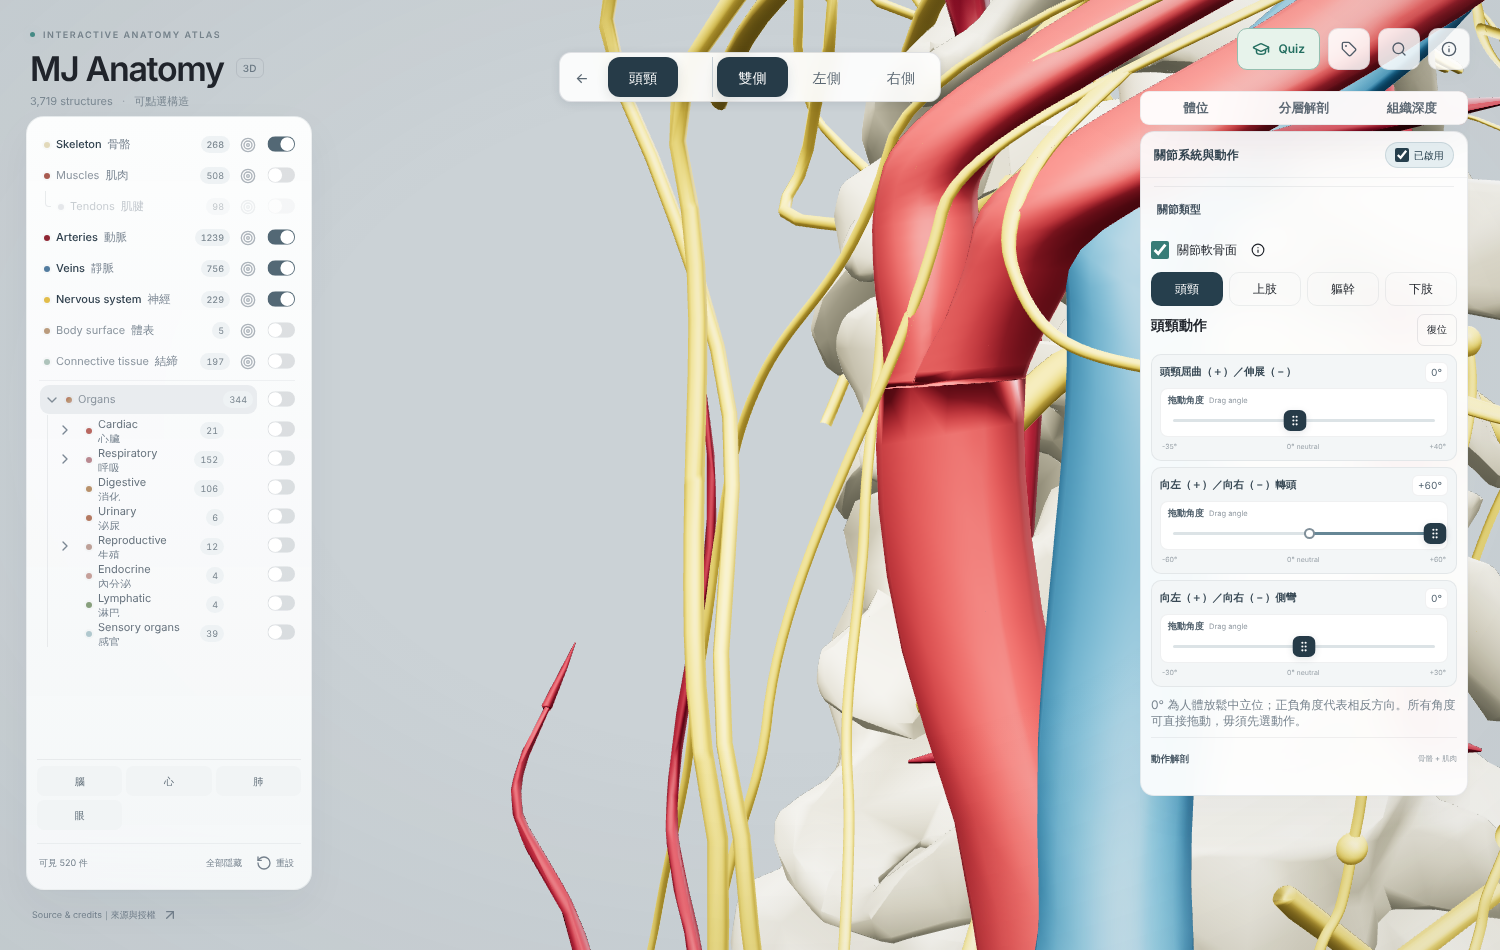 INTERACTIVE ANATOMY ATLAS
MJ Anatomy 3D
3,719 structures · 可點選構造
Skeleton 骨骼 268
Muscles 肌肉 508
Tendons 肌腱 98
Arteries 動脈 1239
Veins 靜脈 756
Nervous system 神經 229
Body surface 體表 5
Connective tissue 結締 197
Organs 344
Cardiac 21
心臟
Respiratory 152
呼吸
Digestive 106
消化
Urinary 6
泌尿
Reproductive 12
生殖
Endocrine 4
內分泌
Lymphatic 4
淋巴
Sensory organs 39
感官
腦 心 肺
眼
可見 520 件 全部隱藏 重設
Source & credits | 來源與授權
頭頸 雙側 左側 右側
Quiz
體位 分層解剖 組織深度
關節系統與動作 已啟用
關節類型
關節軟骨面
頭頸 上肢 軀幹 下肢
頭頸動作 復位
頭頸屈曲（+）／伸展（−） 0°
拖動角度 Drag angle
-35° 0° neutral +40°
向左（+）／向右（−）轉頭 +60°
拖動角度 Drag angle
-60° 0° neutral +60°
向左（+）／向右（−）側彎 0°
拖動角度 Drag angle
-30° 0° neutral +30°
0° 為人體放鬆中立位；正負角度代表相反方向。所有角度
可直接拖動，毋須先選動作。
動作解剖 骨骼 + 肌肉